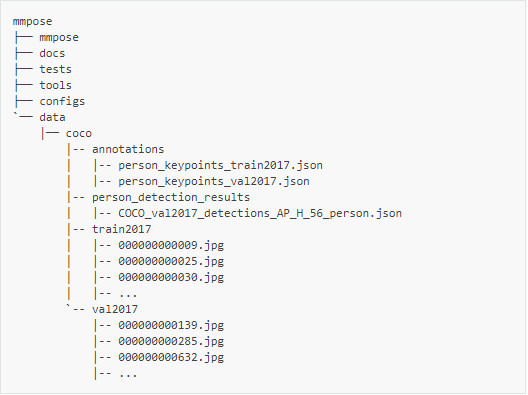 mmpose
├── mmpose
├── docs
├── tests
├── tools
├── configs
`── data
    │── coco
        │-- annotations
        │   │-- person_keypoints_train2017.json
        │   │-- person_keypoints_val2017.json
        |-- person_detection_results
        |   |-- COCO_val2017_detections_AP_H_56_person.json
        │-- train2017
        │   │-- 000000000009.jpg
        │   │-- 000000000025.jpg
        │   │-- 000000000030.jpg
        │   │-- ...
        `-- val2017
            │-- 000000000139.jpg
            │-- 000000000285.jpg
            │-- 000000000632.jpg
            │-- ...